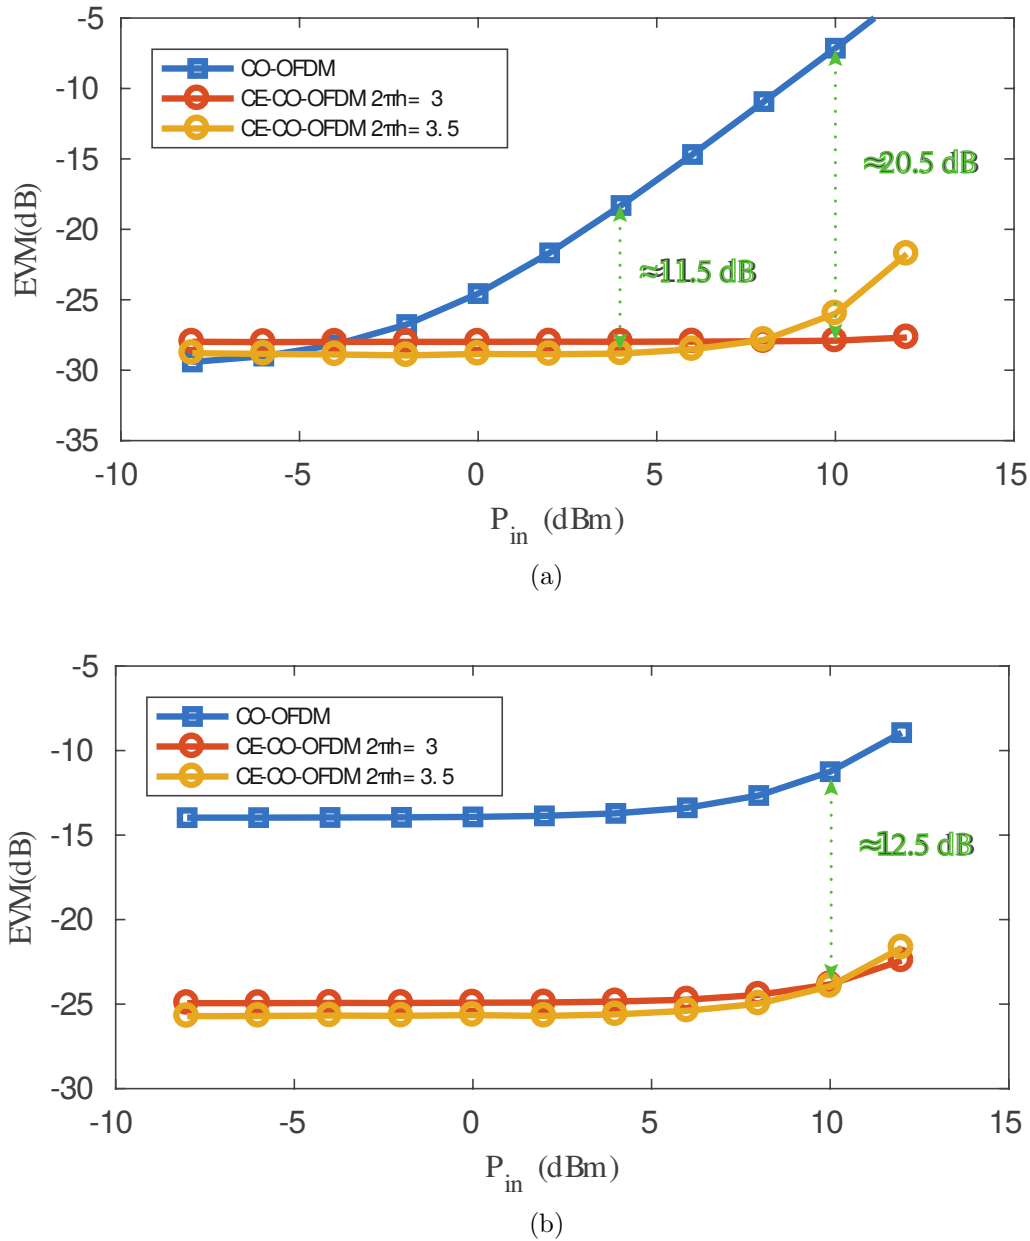 -5
-10
-15
-20
-25
-30
-35
EVM(dB)
CO-OFDM
CE-CO-OFDM 2πh= 3
CE-CO-OFDM 2πh= 3.5
≈20.5 dB
≈11.5 dB
-10 -5 0 5 10 15
P_in (dBm)
(a)
-5
-10
-15
-20
-25
-30
EVM(dB)
CO-OFDM
CE-CO-OFDM 2πh= 3
CE-CO-OFDM 2πh= 3.5
≈12.5 dB
-10 -5 0 5 10 15
P_in (dBm)
(b)